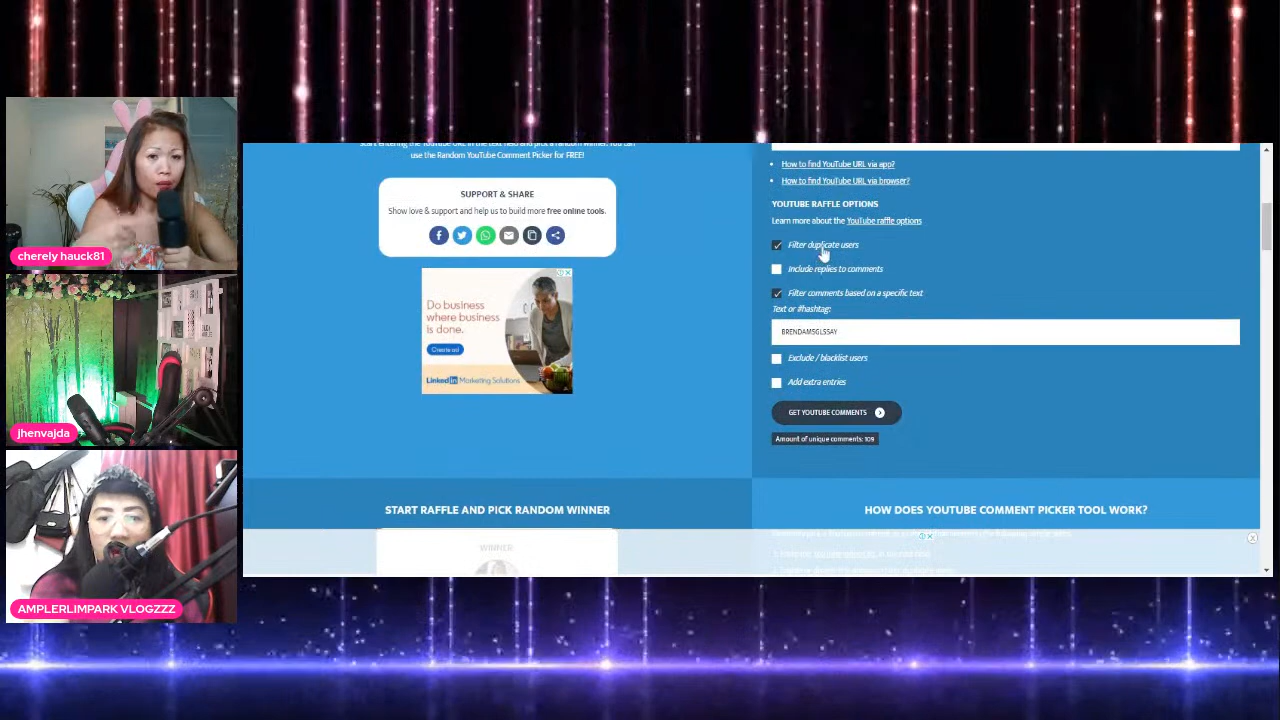 cherely hauck81
jhenvajda
AMPLERLIMPARK VLOGZZZ
use the Random YouTube Comment Picker for FREE!
SUPPORT & SHARE
Show love & support and help us to build more free online tools.
Do business
where business
is done.
Create ad
LinkedIn Marketing Solutions
How to find YouTube URL via app?
How to find YouTube URL via browser?
YOUTUBE RAFFLE OPTIONS
Learn more about the YouTube raffle options
Filter duplicate users
Include replies to comments
Filter comments based on a specific text
Text or #hashtag:
BRENDAMSGLSSAY
Exclude / blacklist users
Add extra entries
GET YOUTUBE COMMENTS
Amount of unique comments: 109
START RAFFLE AND PICK RANDOM WINNER
WINNER
HOW DOES YOUTUBE COMMENT PICKER TOOL WORK?